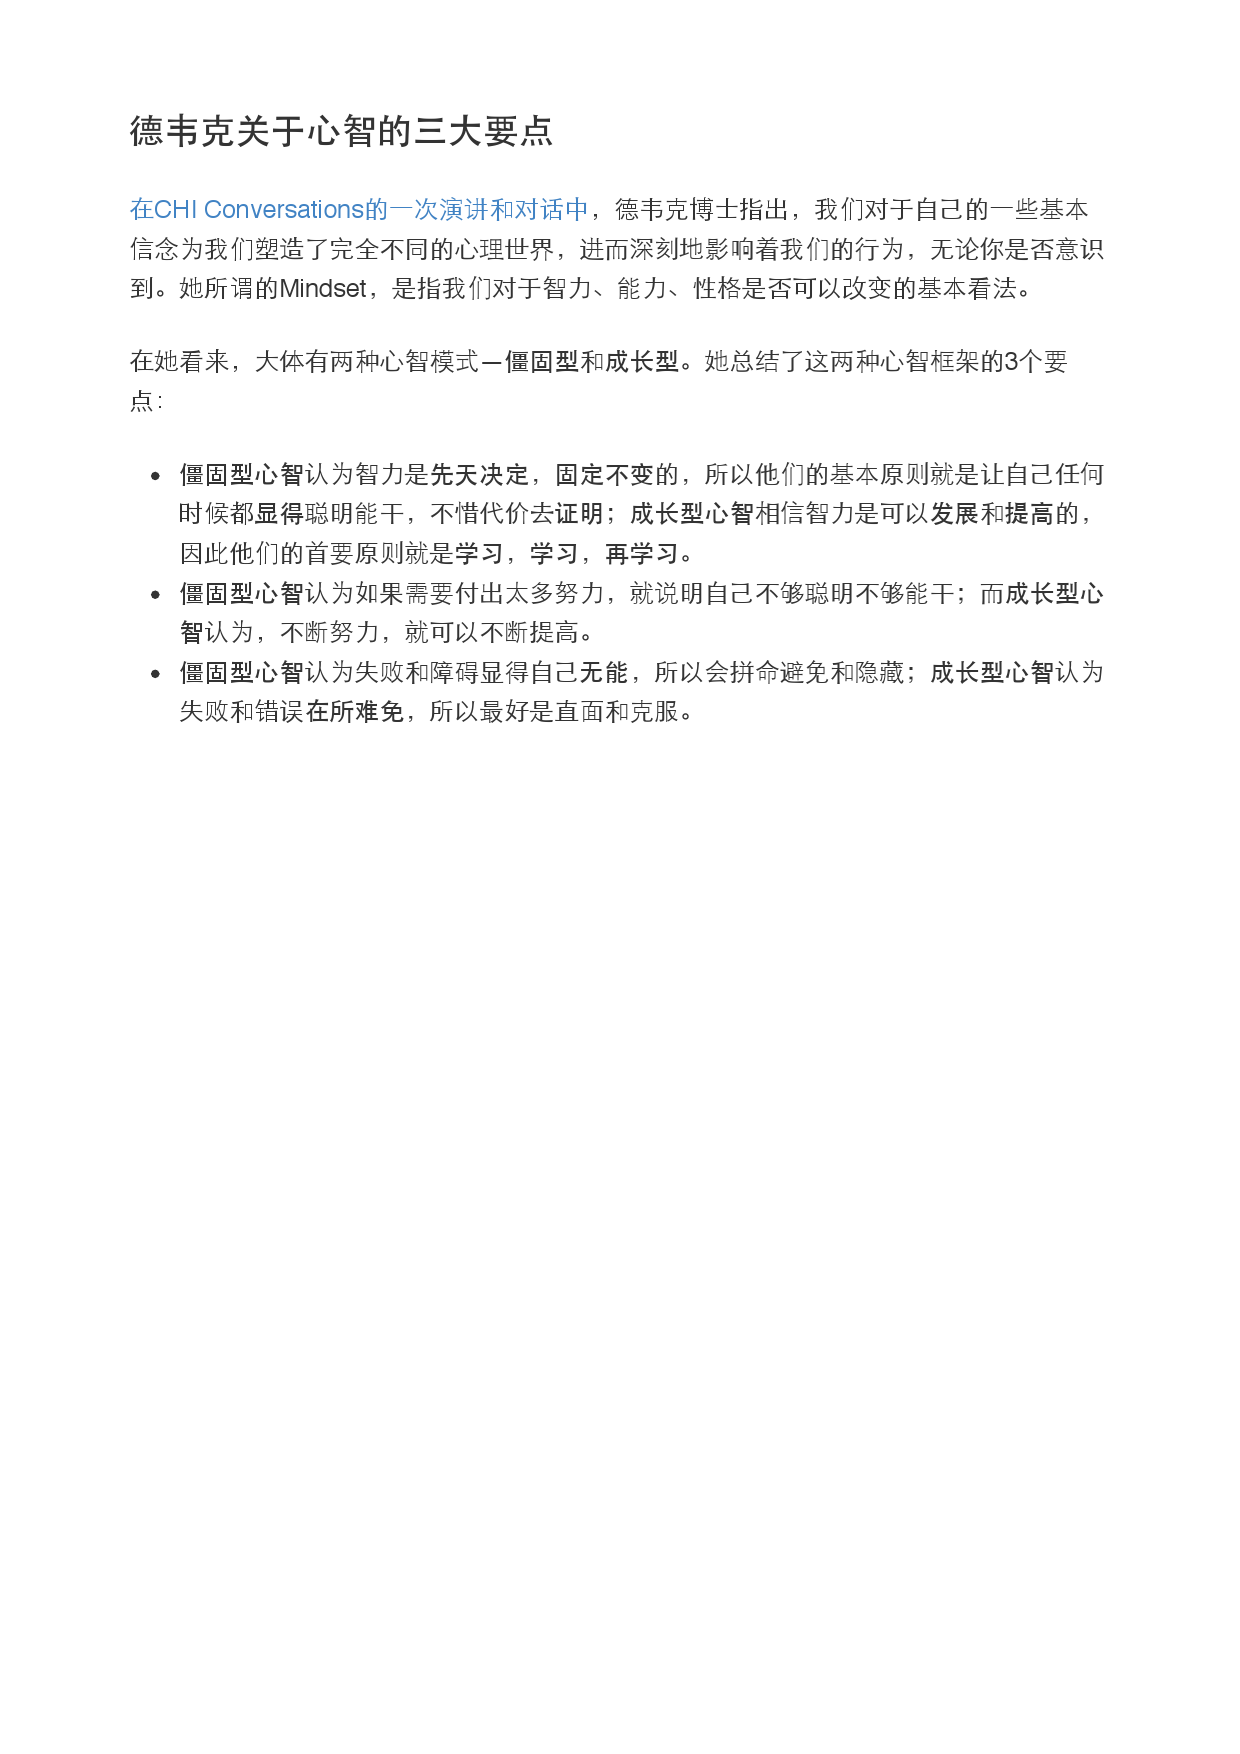 德韦克关于心智的三大要点
在CHI Conversations的一次演讲和对话中，德韦克博士指出，我们对于自己的一些基本
信念为我们塑造了完全不同的心理世界，进而深刻地影响着我们的行为，无论你是否意识
到。她所谓的Mindset，是指我们对于智力、能力、性格是否可以改变的基本看法。
在她看来，大体有两种心智模式—僵固型和成长型。她总结了这两种心智框架的3个要
点：
• 僵固型心智认为智力是先天决定，固定不变的，所以他们的基本原则就是让自己任何
时候都显得聪明能干，不惜代价去证明；成长型心智相信智力是可以发展和提高的，
因此他们的首要原则就是学习，学习，再学习。
• 僵固型心智认为如果需要付出太多努力，就说明自己不够聪明不够能干；而成长型心
智认为，不断努力，就可以不断提高。
• 僵固型心智认为失败和障碍显得自己无能，所以会拼命避免和隐藏；成长型心智认为
失败和错误在所难免，所以最好是直面和克服。